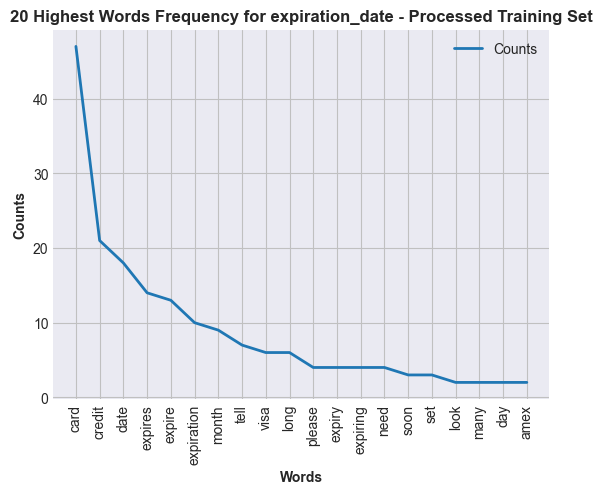 20 Highest Words Frequency for expiration_date - Processed Training Set
Counts
Counts
40
30
20
10
0
card
credit
date
expires
expire
expiration
month
tell
visa
long
please
expiry
expiring
need
soon
set
look
many
day
amex
Words